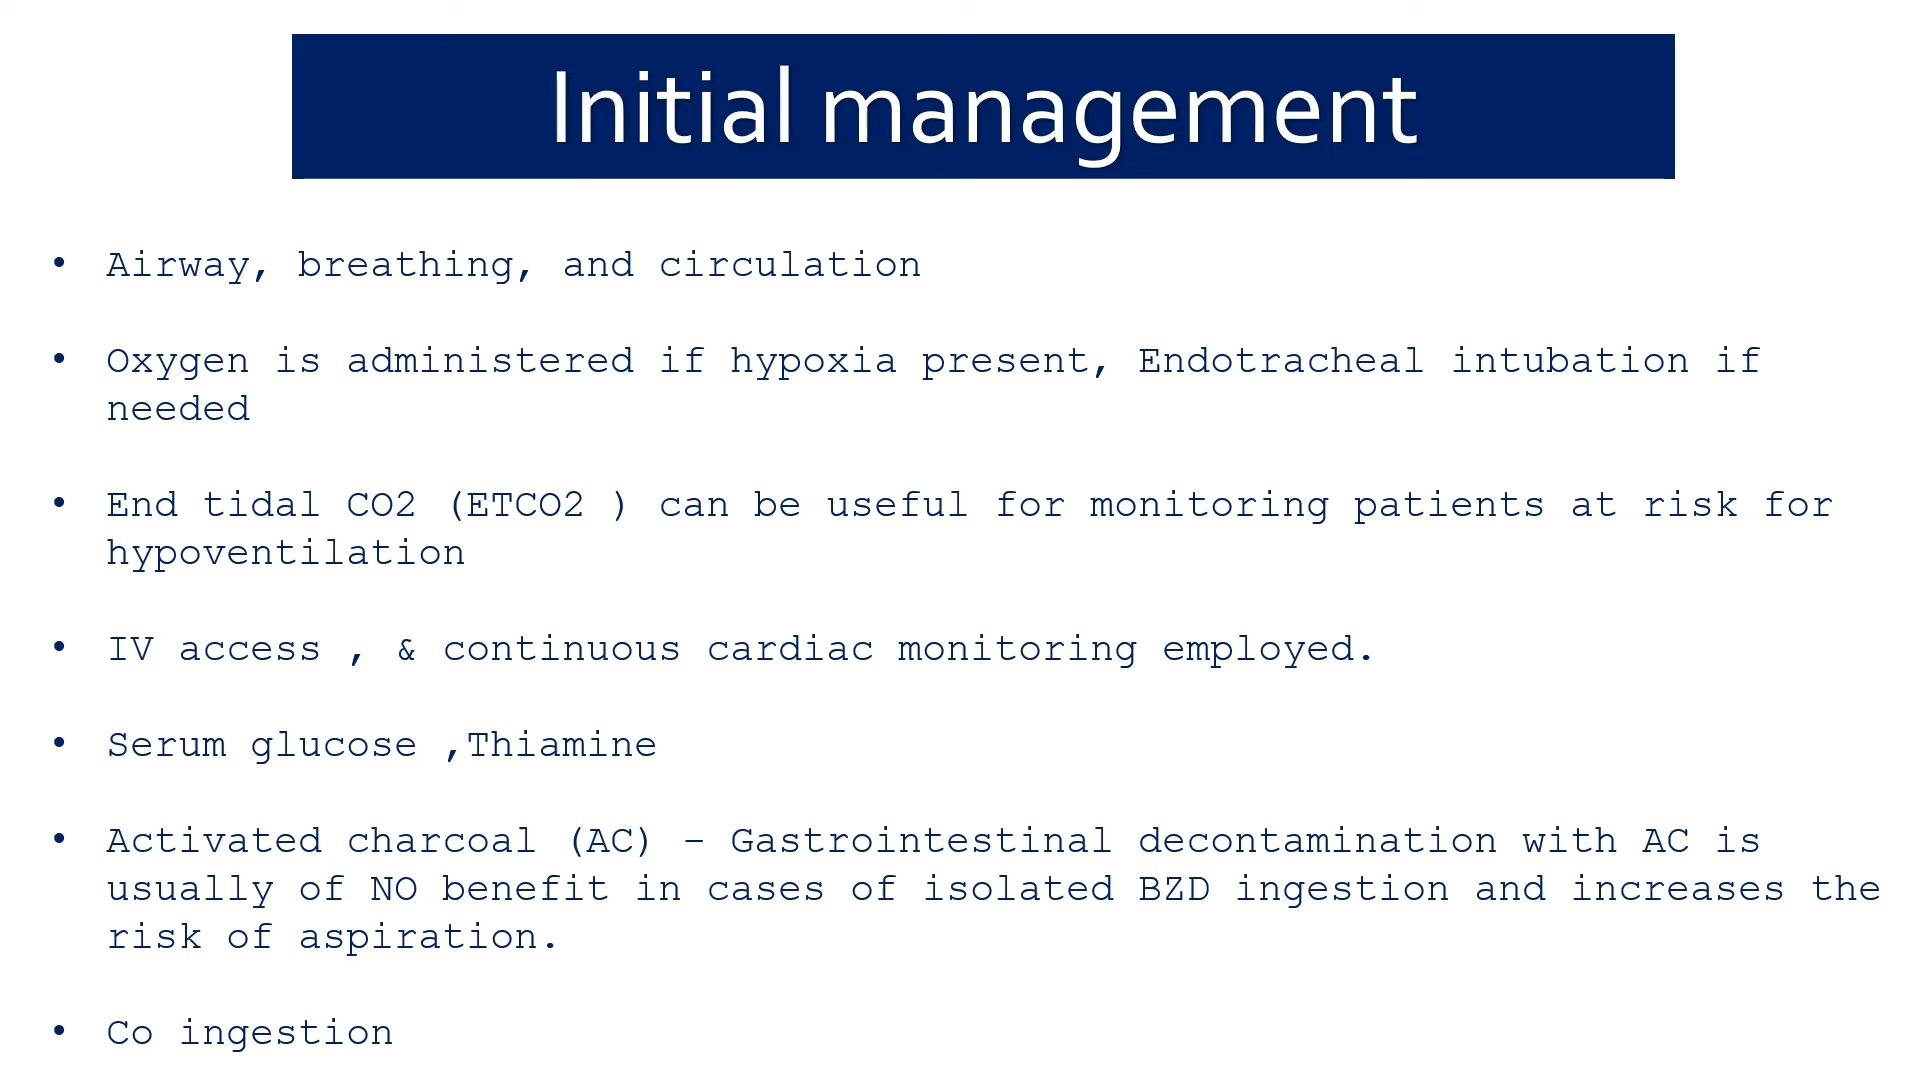 Initial management
• Airway, breathing, and circulation
• Oxygen is administered if hypoxia present, Endotracheal intubation if
needed
• End tidal CO2 (ETCO2 ) can be useful for monitoring patients at risk for
hypoventilation
• IV access , & continuous cardiac monitoring employed.
• Serum glucose ,Thiamine
• Activated charcoal (AC) – Gastrointestinal decontamination with AC is
usually of NO benefit in cases of isolated BZD ingestion and increases the
risk of aspiration.
• Co ingestion